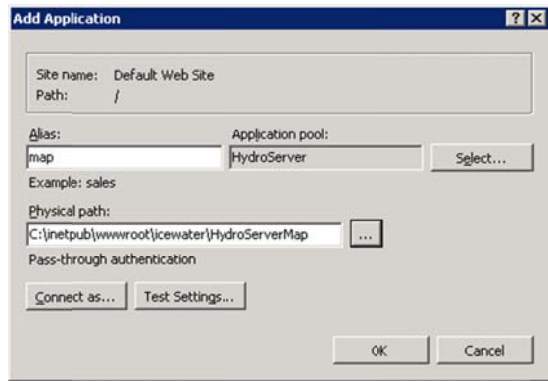 Add Application
Site name: Default Web Site
Path: /
Alias: Application pool:
map HydroServer Select...
Example: sales
Physical path:
C:\inetpub\wwwroot\icewater\HydroServerMap ...
Pass-through authentication
Connect as... Test Settings...
OK Cancel